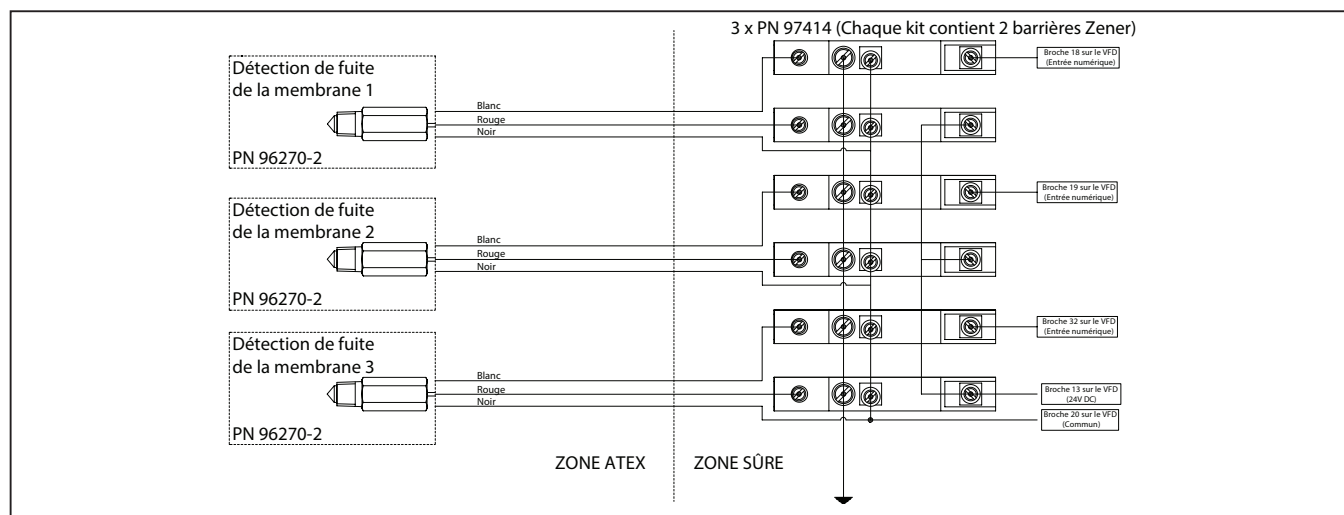 3 x PN 97414 (Chaque kit contient 2 barrières Zener)
Détection de fuite
de la membrane 1
PN 96270-2
Blanc
Rouge
Noir
Broche 18 sur le VFD
(Entrée numérique)
Détection de fuite
de la membrane 2
PN 96270-2
Blanc
Rouge
Noir
Broche 19 sur le VFD
(Entrée numérique)
Détection de fuite
de la membrane 3
PN 96270-2
Blanc
Rouge
Noir
Broche 32 sur le VFD
(Entrée numérique)
Broche 13 sur le VFD
(24V DC)
Broche 20 sur le VFD
(Commun)
ZONE ATEX
ZONE SÛRE